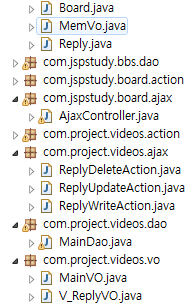 Board.java
MemVo.java
Reply.java
com.jspstudy.bbs.dao
com.jspstudy.board.action
com.jspstudy.board.ajax
AjaxController.java
com.project.videos.action
com.project.videos.ajax
ReplyDeleteAction.java
ReplyUpdateAction.java
ReplyWriteAction.java
com.project.videos.dao
MainDao.java
com.project.videos.vo
MainVO.java
V_ReplyVO.java